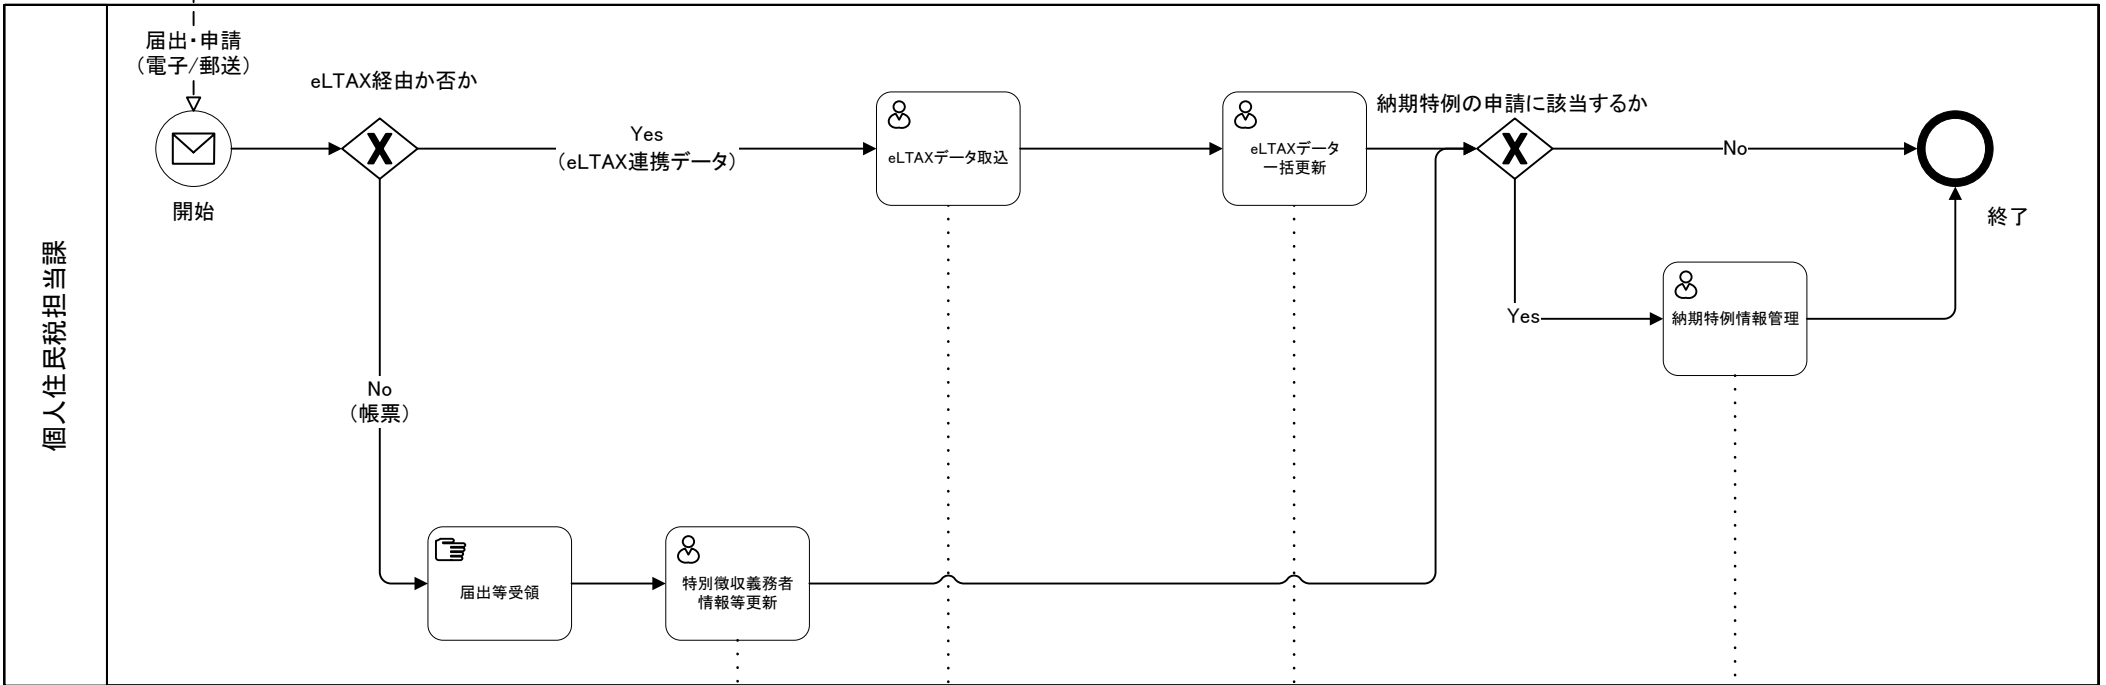 届出・申請
（電子/郵送）
eLTAX経由か否か
開始
Yes
（eLTAX連携データ）
eLTAXデータ取込
eLTAXデータ
一括更新
納期特例の申請に該当するか
No
終了
Yes
納期特例情報管理
個人住民税担当課
No
（帳票）
届出等受領
特別徴収義務者
情報等更新